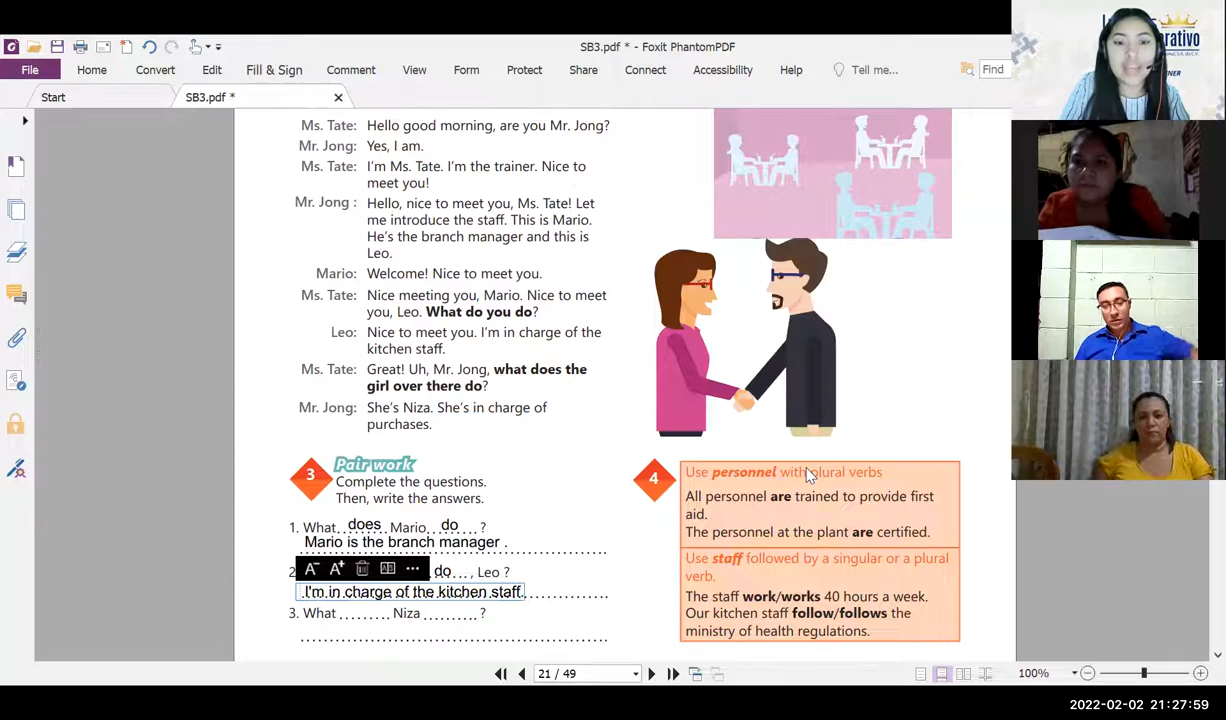 SB3.pdf * - Foxit PhantomPDF
File Home Convert Edit Fill & Sign Comment View Form Protect Share Connect Accessibility Help Tell me... Find
Start SB3.pdf *
Ms. Tate: Hello good morning, are you Mr. Jong?
Mr. Jong: Yes, I am.
Ms. Tate: I'm Ms. Tate. I'm the trainer. Nice to
meet you!
Mr. Jong : Hello, nice to meet you, Ms. Tate! Let
me introduce the staff. This is Mario.
He's the branch manager and this is
Leo.
Mario: Welcome! Nice to meet you.
Ms. Tate: Nice meeting you, Mario. Nice to meet
you, Leo. What do you do?
Leo: Nice to meet you. I'm in charge of the
kitchen staff.
Ms. Tate: Great! Uh, Mr. Jong, what does the
girl over there do?
Mr. Jong: She's Niza. She's in charge of
purchases.
3 Pair work
Complete the questions.
Then, write the answers.
1. What does Mario do ?
Mario is the branch manager .
2 do , Leo ?
I'm in charge of the kitchen staff.
3. What ......... Niza .......... ?
4
Use personnel with plural verbs
All personnel are trained to provide first
aid.
The personnel at the plant are certified.
Use staff followed by a singular or a plural
verb.
The staff work/works 40 hours a week.
Our kitchen staff follow/follows the
ministry of health regulations.
21 / 49
100%
2022-02-02 21:27:59